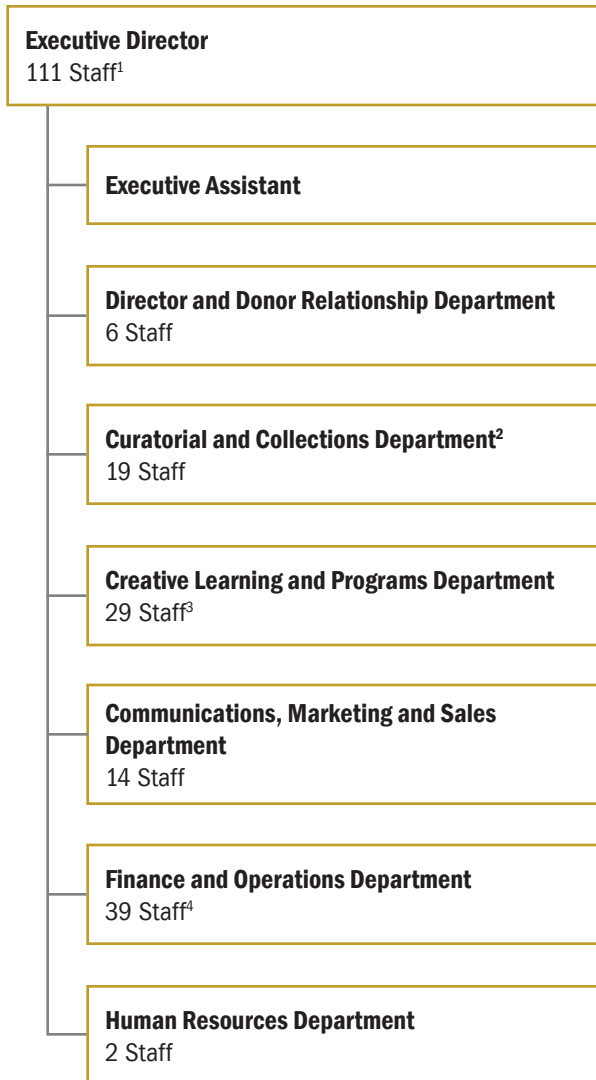 Executive Director
111 Staff¹
Executive Assistant
Director and Donor Relationship Department
6 Staff
Curatorial and Collections Department²
19 Staff
Creative Learning and Programs Department
29 Staff³
Communications, Marketing and Sales
Department
14 Staff
Finance and Operations Department
39 Staff⁴
Human Resources Department
2 Staff